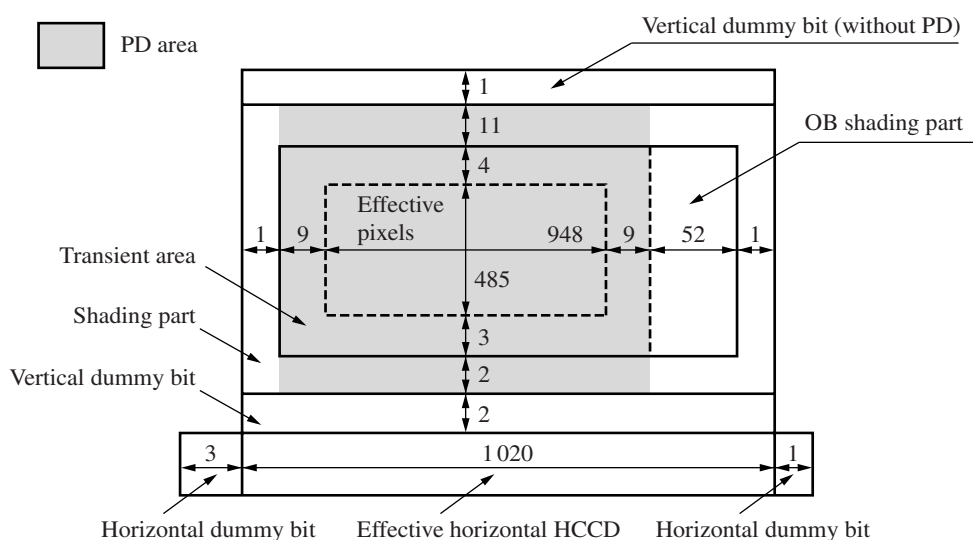 PD area
Vertical dummy bit (without PD)
1
11
OB shading part
4
Effective
pixels
1
9
948
9
52
1
Transient area
485
Shading part
3
Vertical dummy bit
2
2
3
1 020
1
Horizontal dummy bit
Effective horizontal HCCD
Horizontal dummy bit